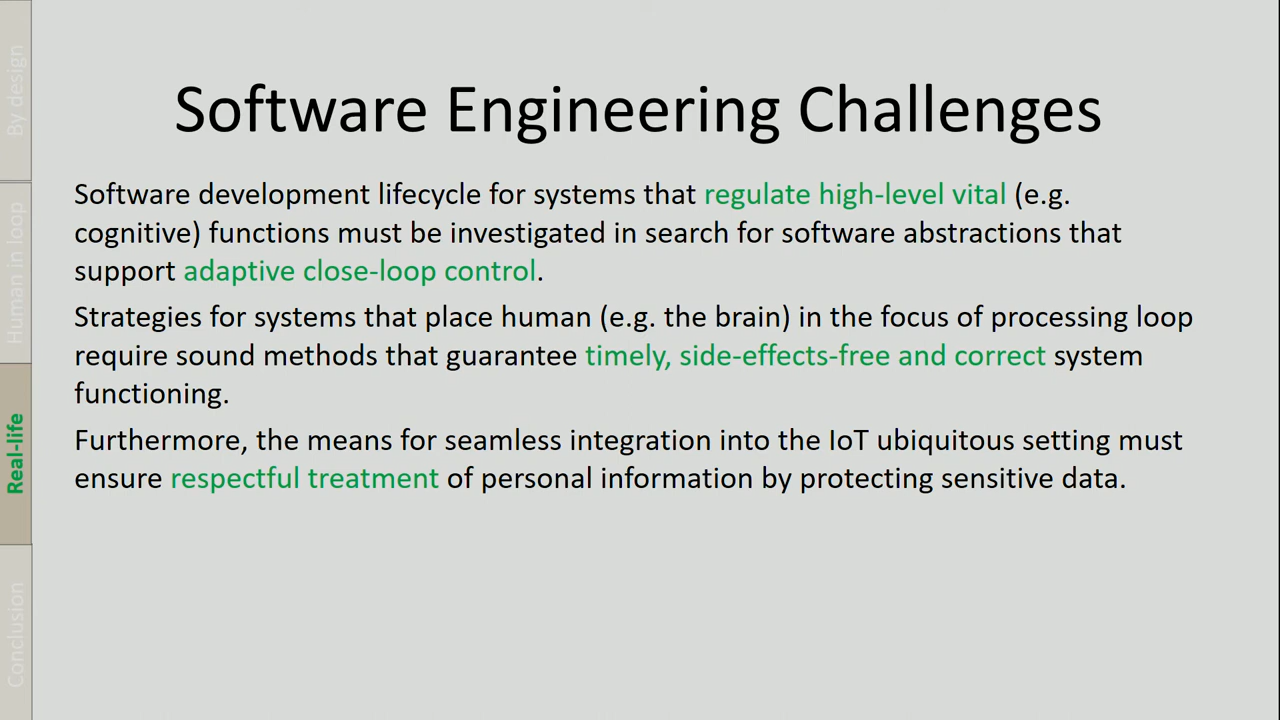 Software Engineering Challenges
Software development lifecycle for systems that regulate high-level vital (e.g.
cognitive) functions must be investigated in search for software abstractions that
support adaptive close-loop control.
Strategies for systems that place human (e.g. the brain) in the focus of processing loop
require sound methods that guarantee timely, side-effects-free and correct system
functioning.
Furthermore, the means for seamless integration into the IoT ubiquitous setting must
ensure respectful treatment of personal information by protecting sensitive data.
By design
Human in loop
Real-life
Conclusion